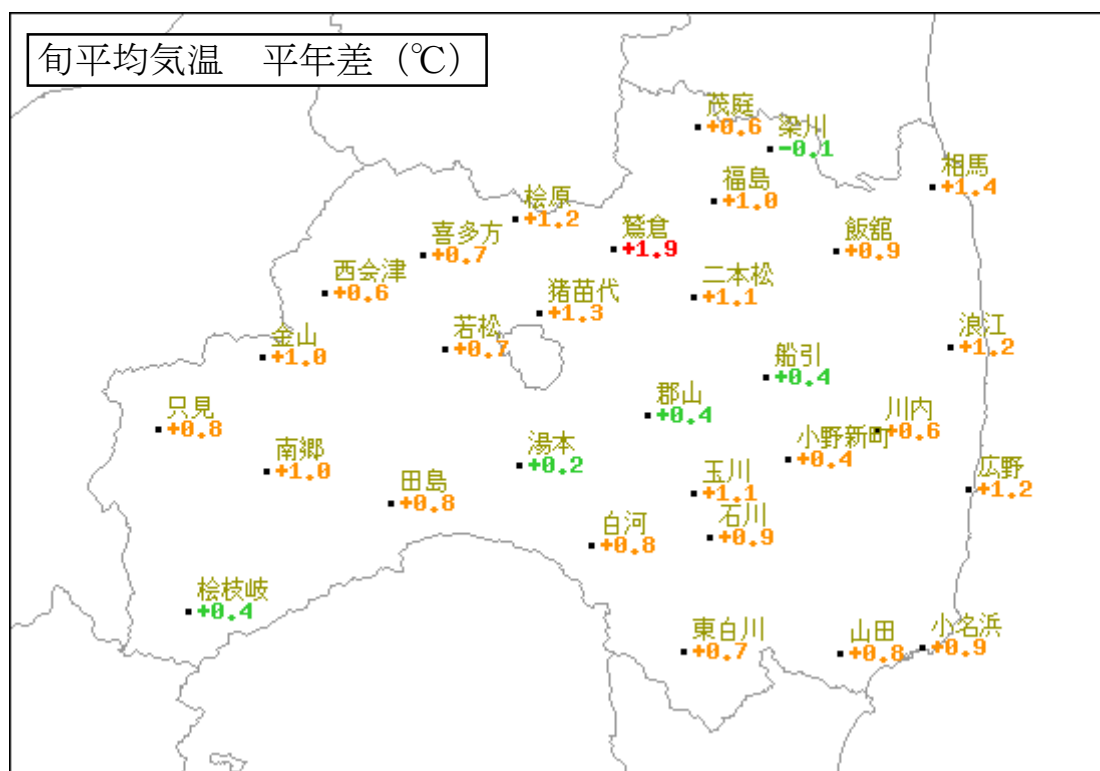 旬平均気温　平年差（℃）
茂庭
+0.6
梁川
-0.1
相馬
+1.4
福島
+1.0
桧原
+1.2
鷲倉
+1.9
飯舘
+0.9
喜多方
+0.7
西会津
+0.6
二本松
+1.1
猪苗代
+1.3
若松
+0.7
金山
+1.0
浪江
+1.2
船引
+0.4
郡山
+0.4
只見
+0.8
川内
+0.6
小野新町
+0.4
湯本
+0.2
南郷
+1.0
広野
+1.2
玉川
+1.1
田島
+0.8
石川
+0.9
白河
+0.8
桧枝岐
+0.4
東白川
+0.7
山田
+0.8
小名浜
+0.9